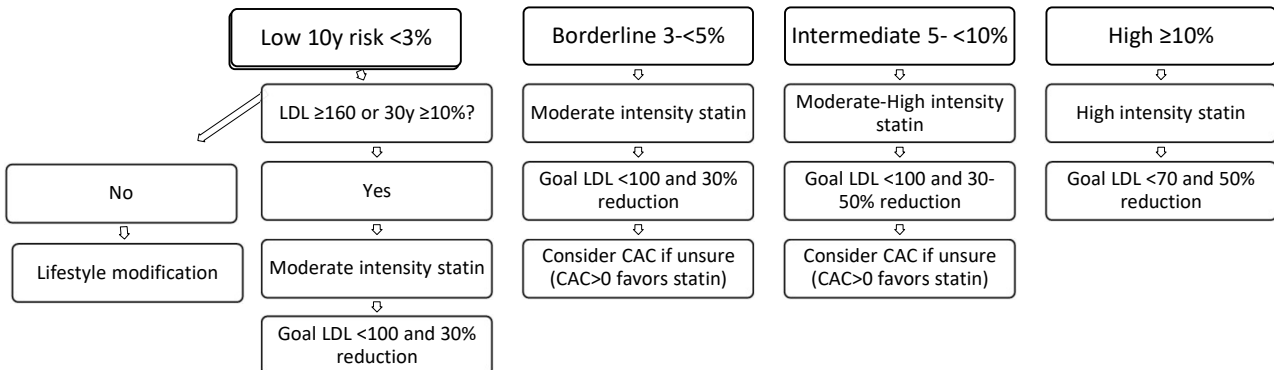 Low 10y risk <3%
LDL ≥160 or 30y ≥10%?
No
Lifestyle modification
Yes
Moderate intensity statin
Goal LDL <100 and 30%
reduction
Borderline 3-<5%
Moderate intensity statin
Goal LDL <100 and 30%
reduction
Consider CAC if unsure
(CAC>0 favors statin)
Intermediate 5- <10%
Moderate-High intensity
statin
Goal LDL <100 and 30-
50% reduction
Consider CAC if unsure
(CAC>0 favors statin)
High ≥10%
High intensity statin
Goal LDL <70 and 50%
reduction